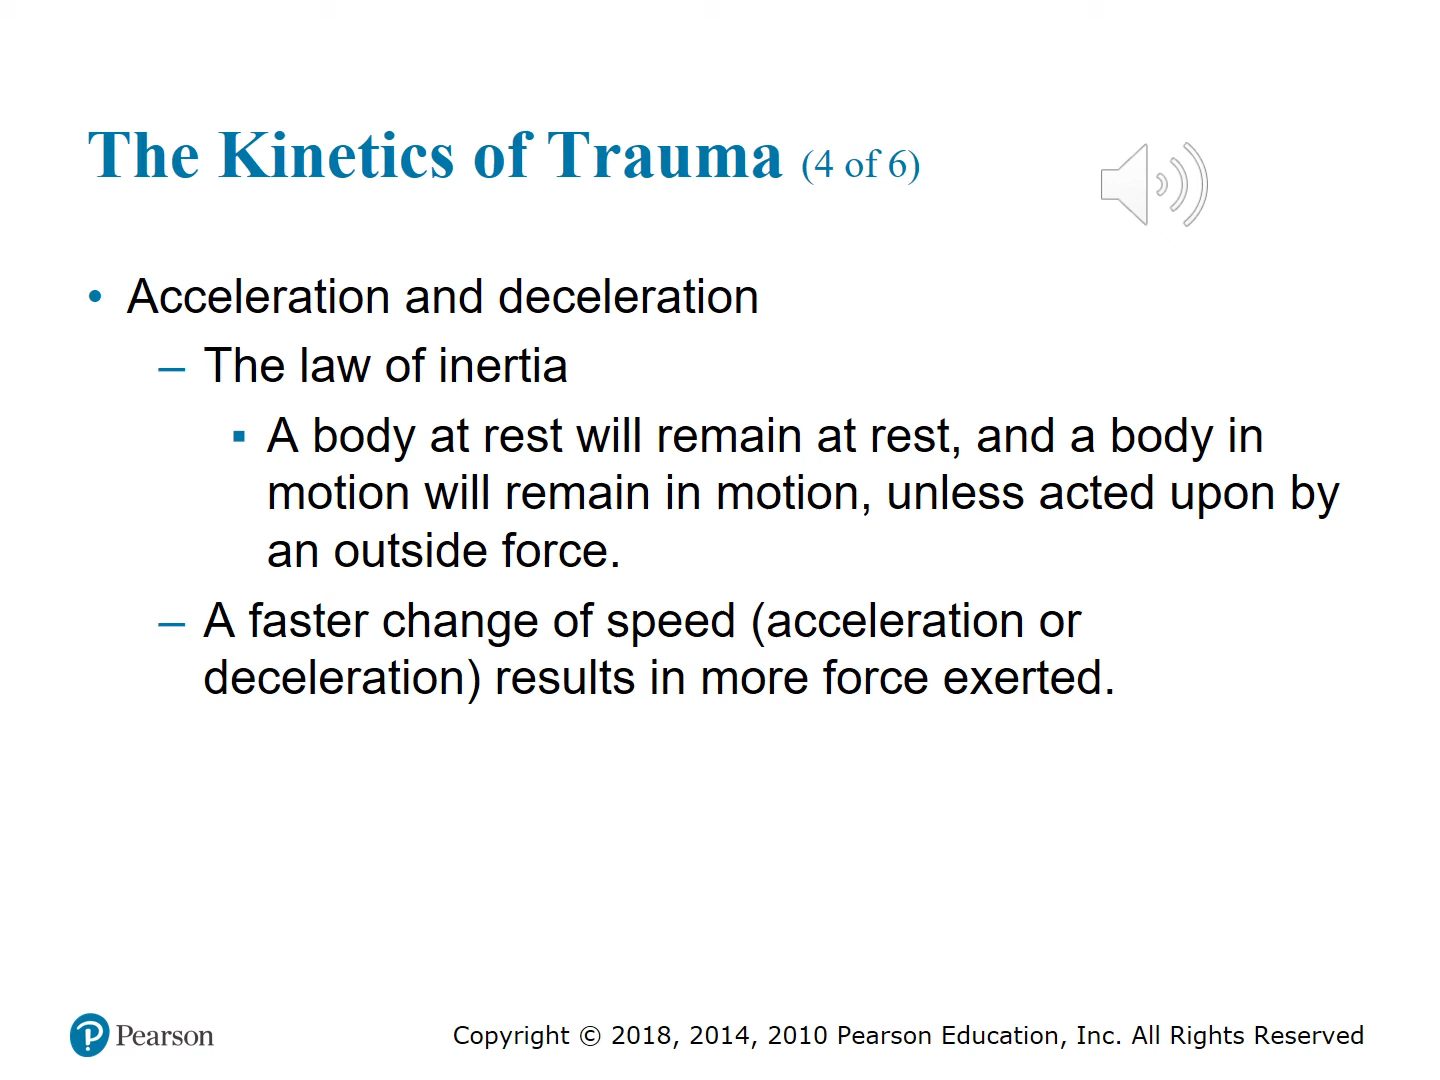 The Kinetics of Trauma (4 of 6)
• Acceleration and deceleration
– The law of inertia
▪ A body at rest will remain at rest, and a body in
motion will remain in motion, unless acted upon by
an outside force.
– A faster change of speed (acceleration or
deceleration) results in more force exerted.
Pearson
Copyright © 2018, 2014, 2010 Pearson Education, Inc. All Rights Reserved